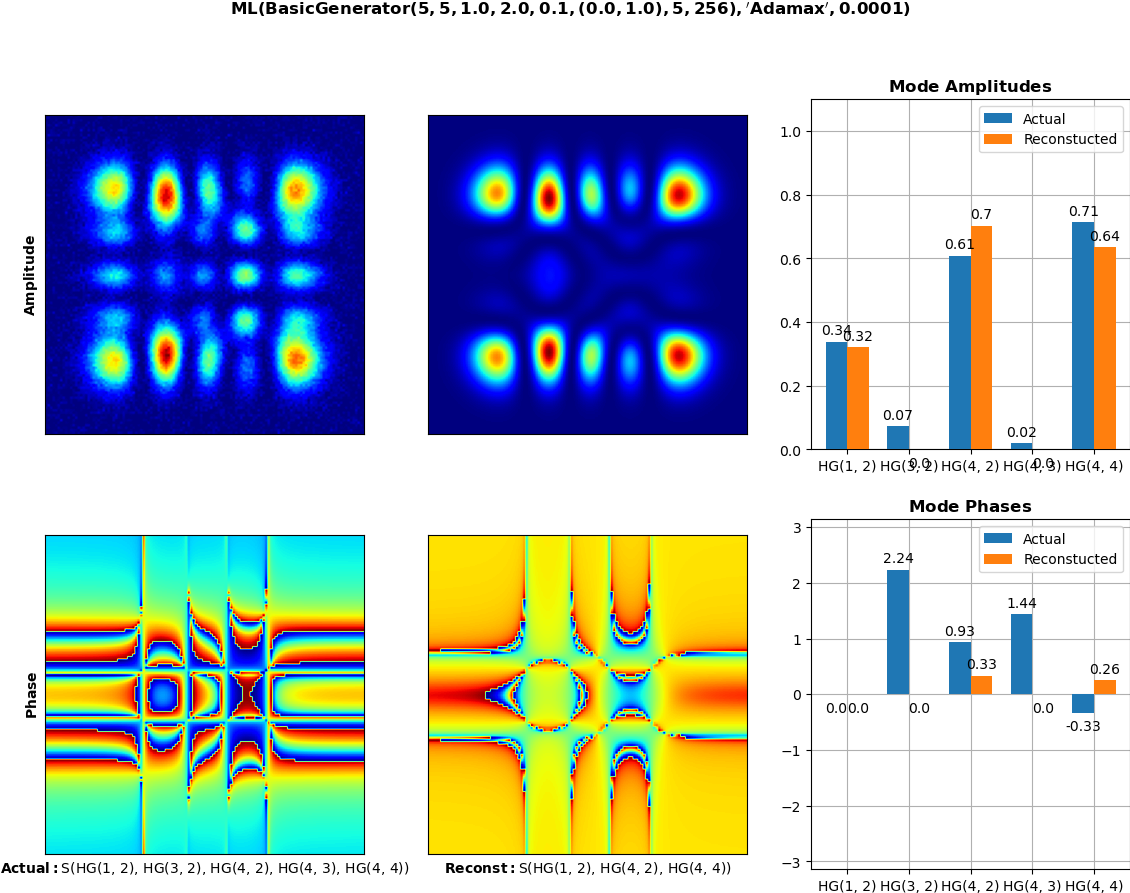 ML(BasicGenerator(5, 5, 1.0, 2.0, 0.1, (0.0, 1.0), 5, 256), ′Adamax′, 0.0001)
Mode Amplitudes
Actual
Reconstucted
1.0
0.8
0.6
0.4
0.2
0.0
0.34
0.32
0.07
0.0
0.61
0.7
0.02
0.0
0.71
0.64
HG(1, 2) HG(3, 2) HG(4, 2) HG(4, 3) HG(4, 4)
Amplitude
Mode Phases
Actual
Reconstucted
3
2
1
0
−1
−2
−3
0.0
0.0
2.24
0.0
0.93
0.33
1.44
0.0
-0.33
0.26
HG(1, 2) HG(3, 2) HG(4, 2) HG(4, 3) HG(4, 4)
Phase
Actual: S(HG(1, 2), HG(3, 2), HG(4, 2), HG(4, 3), HG(4, 4))
Reconst: S(HG(1, 2), HG(4, 2), HG(4, 4))